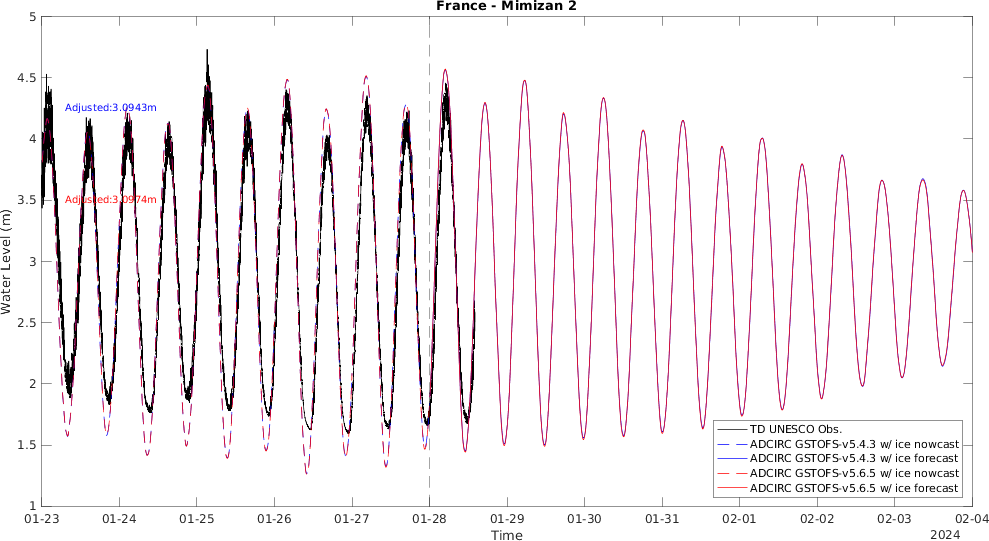 France - Mimizan 2
5
4.5
4
3.5
3
2.5
2
1.5
1
Water Level (m)
Adjusted:3.0943m
Adjusted:3.0974m
TD UNESCO Obs.
ADCIRC GSTOFS-v5.4.3 w/ ice nowcast
ADCIRC GSTOFS-v5.4.3 w/ ice forecast
ADCIRC GSTOFS-v5.6.5 w/ ice nowcast
ADCIRC GSTOFS-v5.6.5 w/ ice forecast
01-23 01-24 01-25 01-26 01-27 01-28 01-29 01-30 01-31 02-01 02-02 02-03 02-04
Time
2024